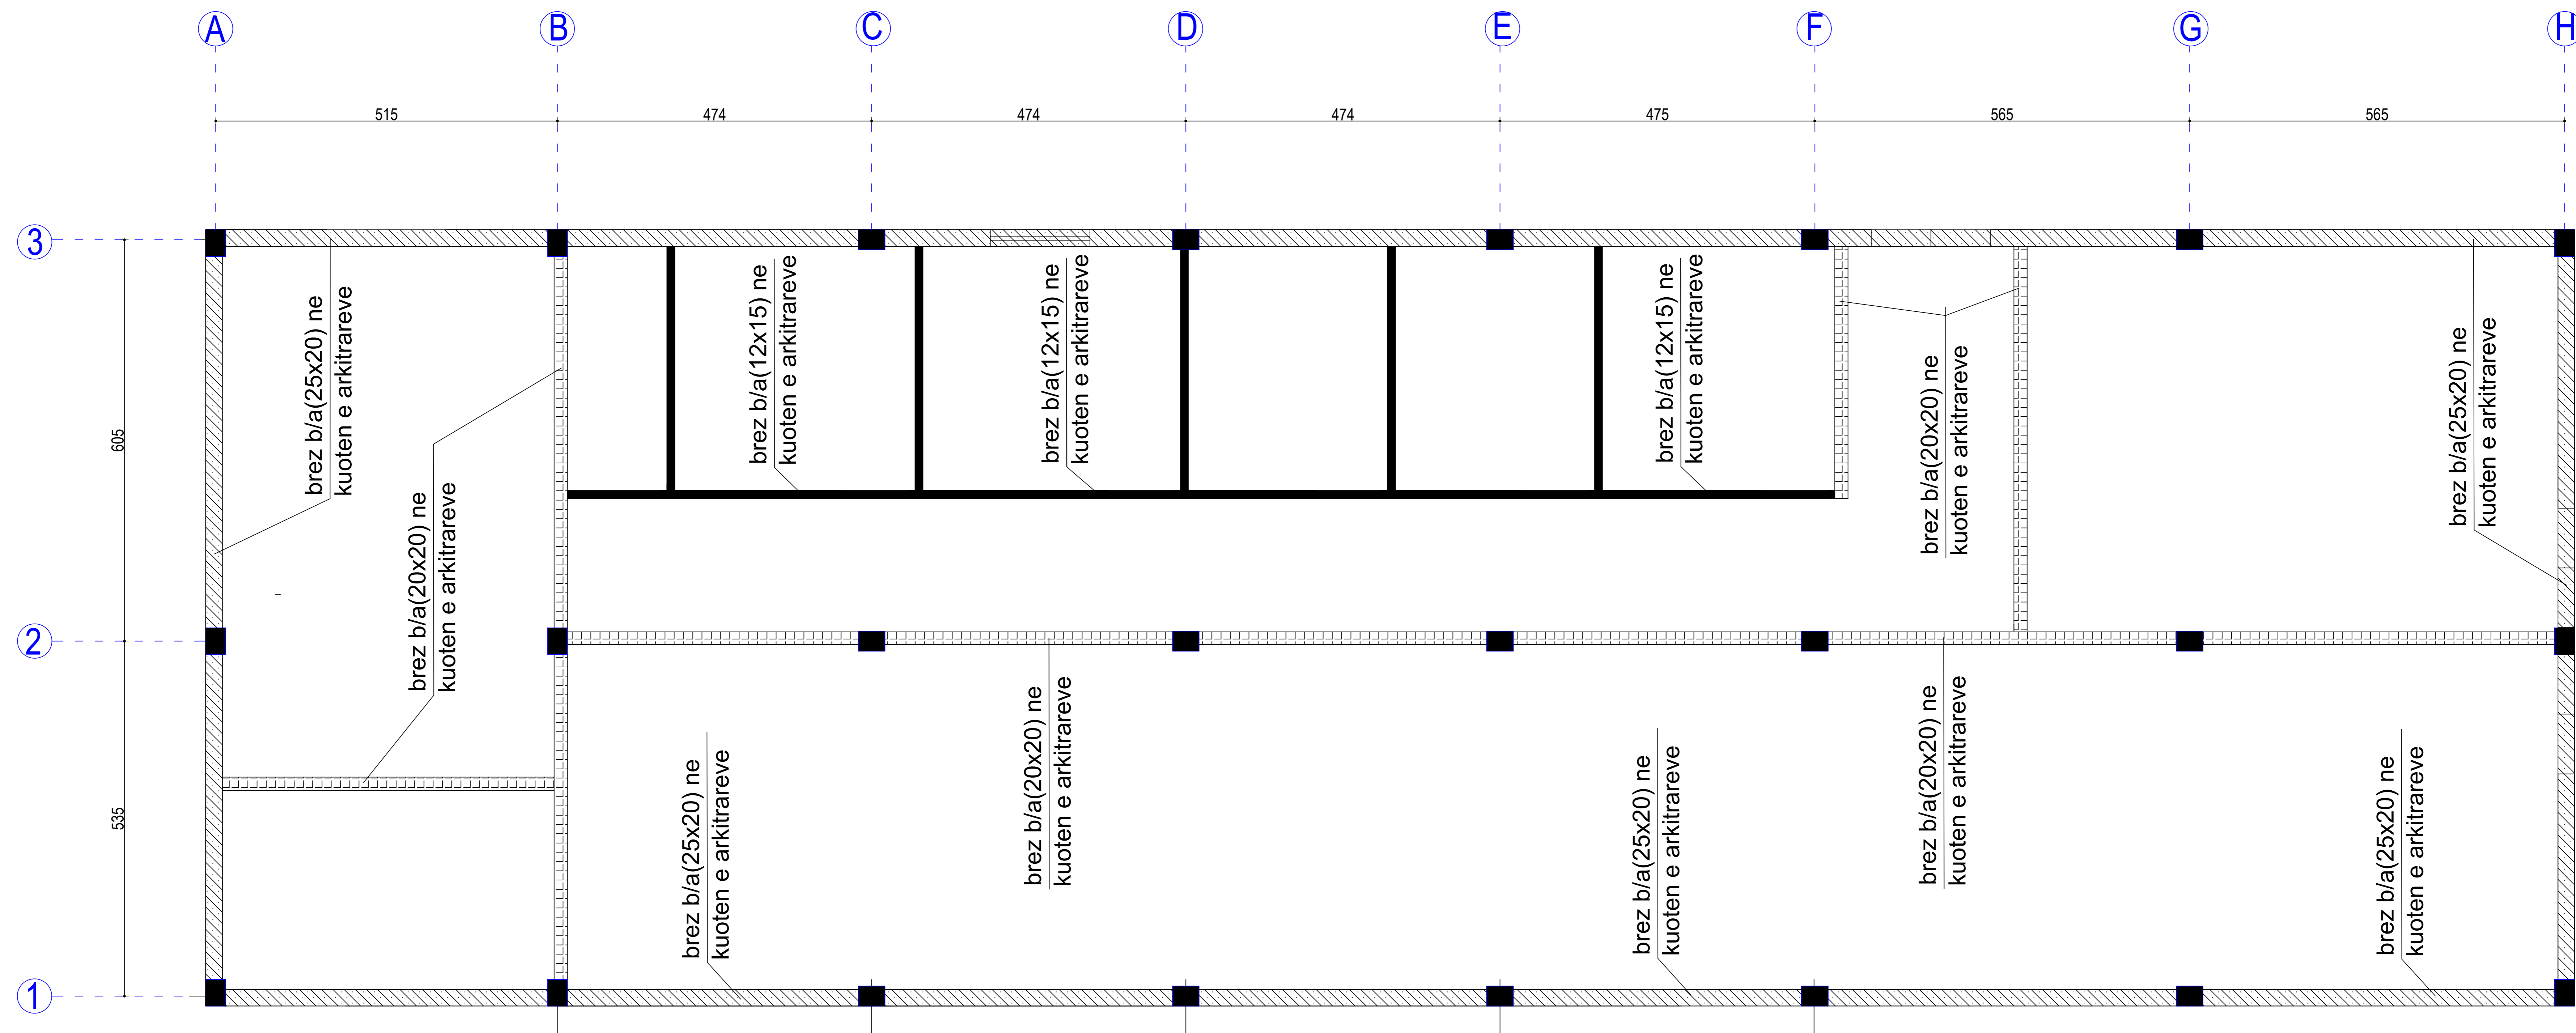 A
B
C
D
E
F
G
H
515
474
474
474
475
565
565
3
2
1
605
535
brez b/a(25x20) ne
kuoten e arkitrareve
brez b/a(20x20) ne
kuoten e arkitrareve
brez b/a(12x15) ne
kuoten e arkitrareve
brez b/a(12x15) ne
kuoten e arkitrareve
brez b/a(12x15) ne
kuoten e arkitrareve
brez b/a(20x20) ne
kuoten e arkitrareve
brez b/a(25x20) ne
kuoten e arkitrareve
brez b/a(25x20) ne
kuoten e arkitrareve
brez b/a(20x20) ne
kuoten e arkitrareve
brez b/a(25x20) ne
kuoten e arkitrareve
brez b/a(20x20) ne
kuoten e arkitrareve
brez b/a(25x20) ne
kuoten e arkitrareve